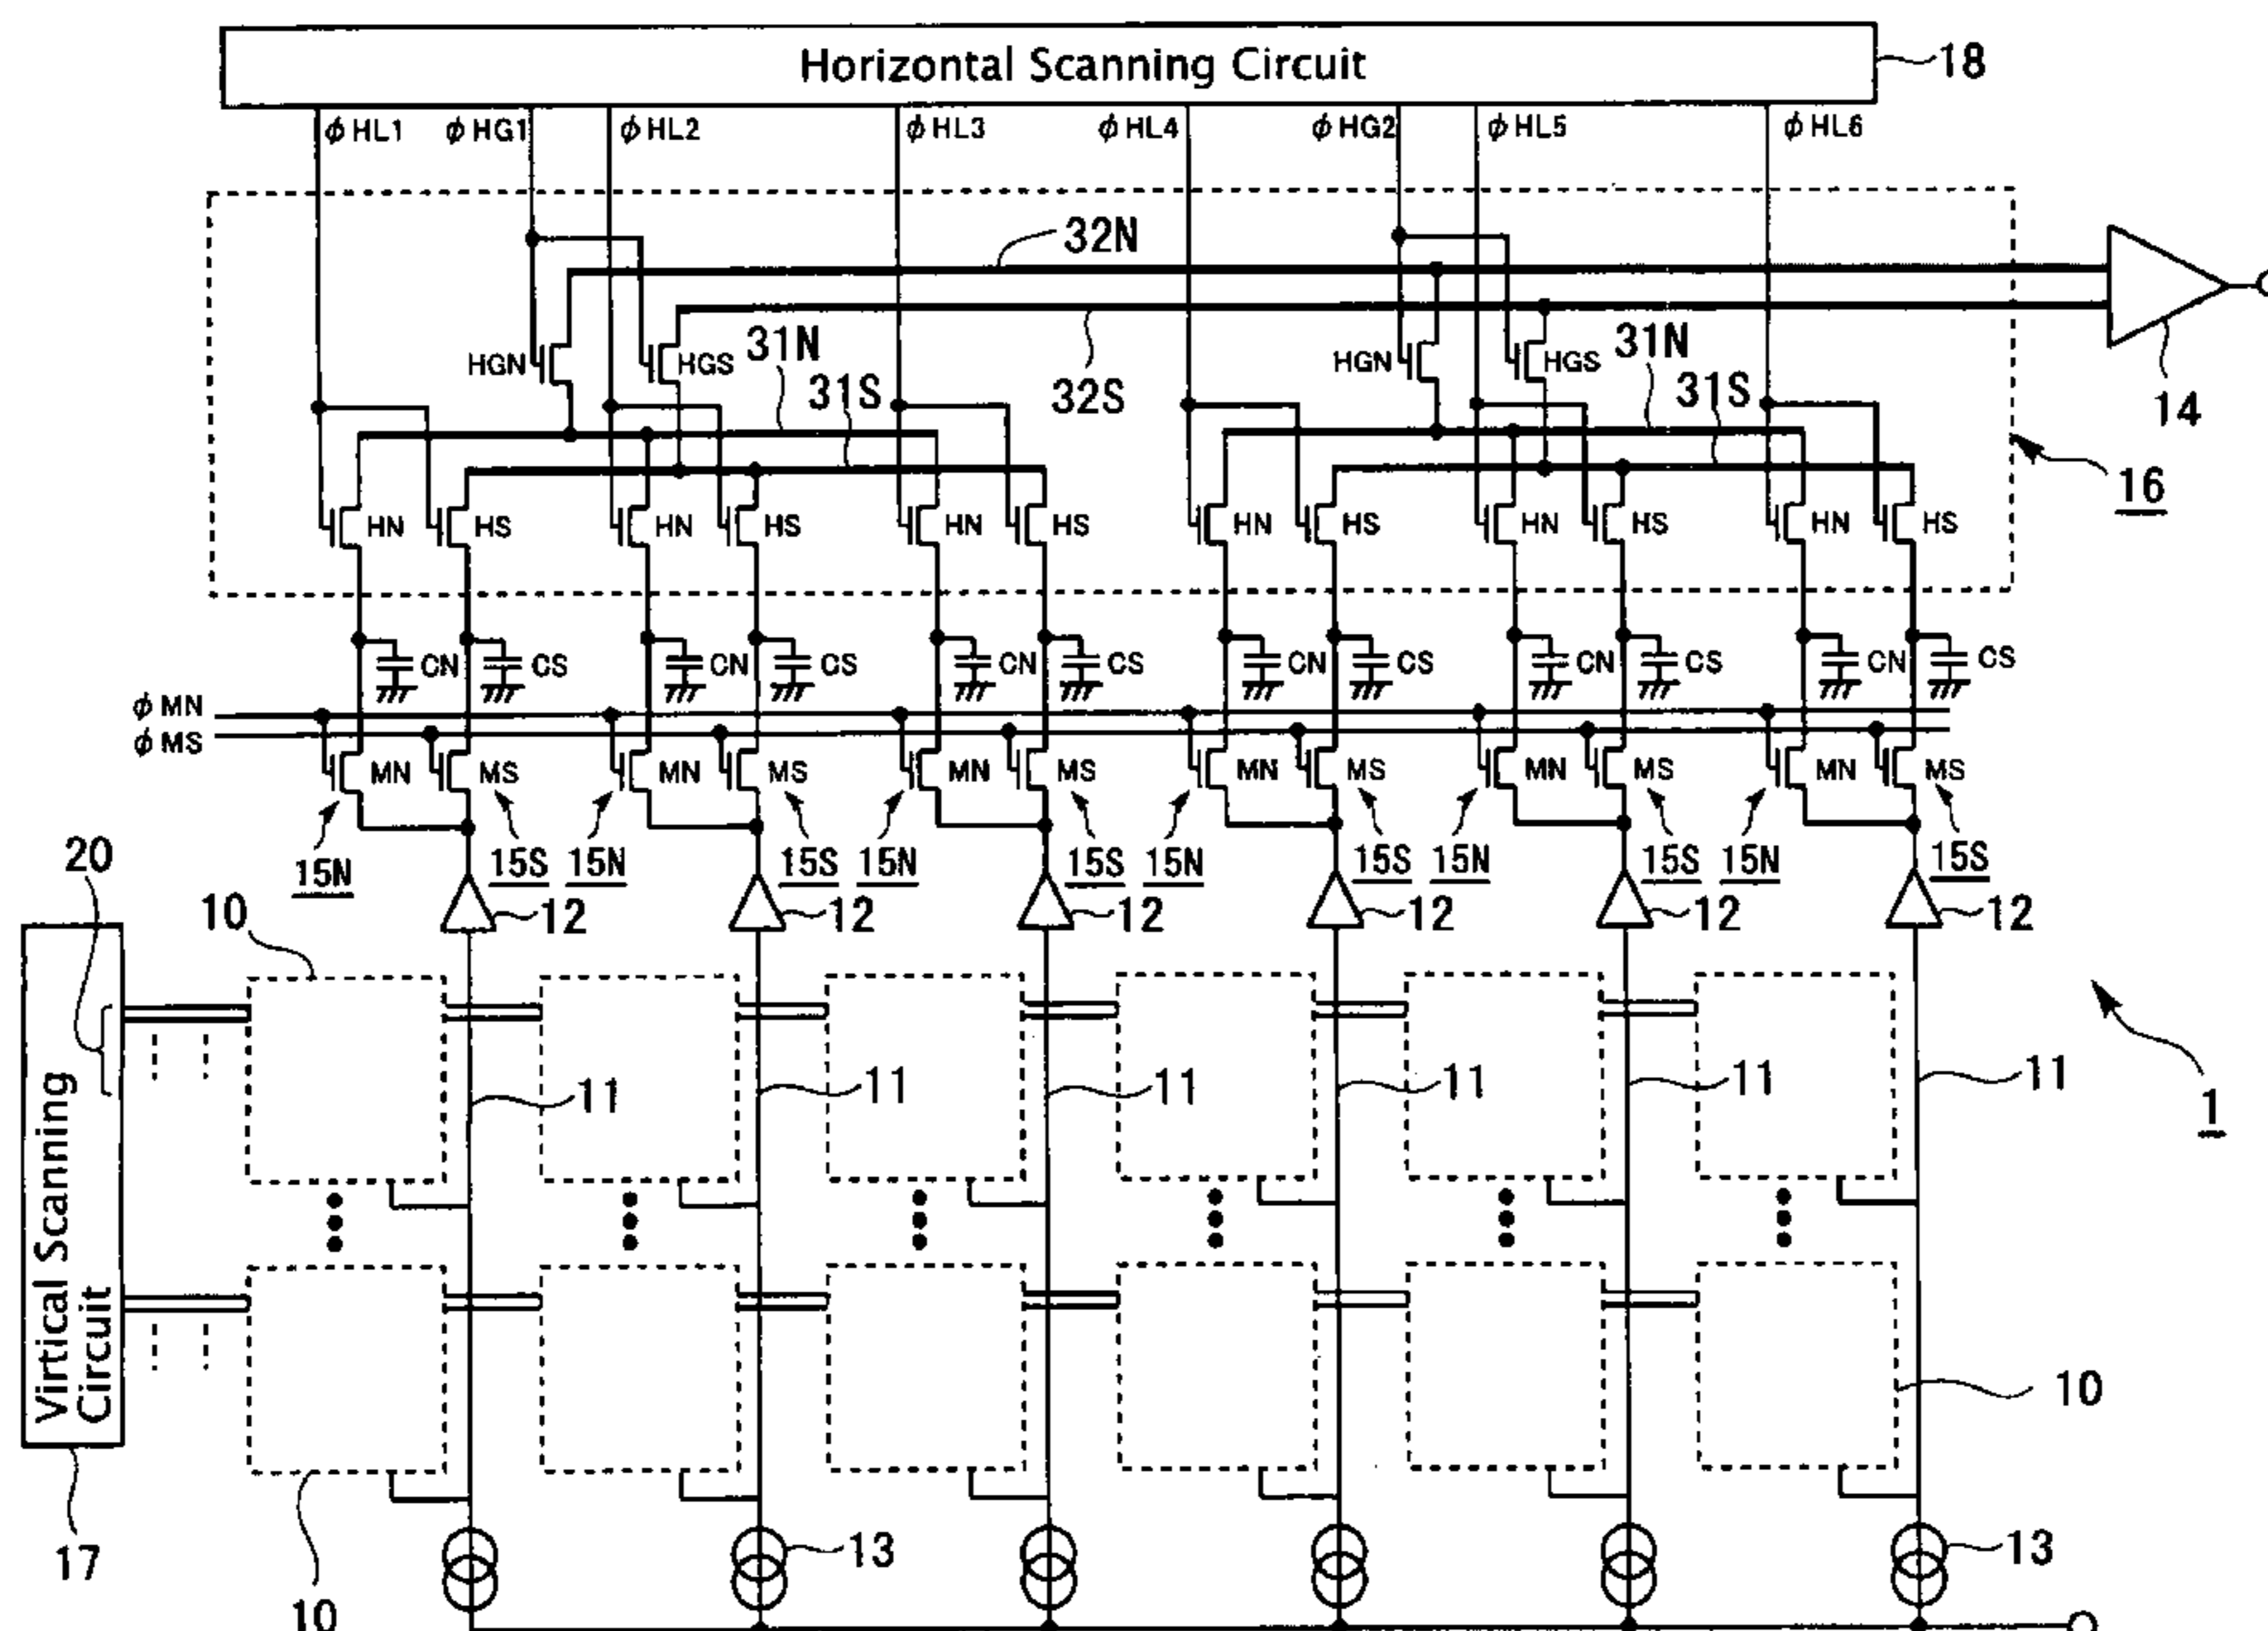 Horizontal Scanning Circuit
18
ϕHL1 ϕHG1 ϕHL2 ϕHL3 ϕHL4 ϕHG2 ϕHL5 ϕHL6
32N
HGN HGS 31N 32S HGN HGS 31N
14
31S 31S
16
HN HS HN HS HN HS HN HS HN HS HN HS
CN CS CN CS CN CS CN CS CN CS CN CS
ϕMN
ϕMS
MN MS MN MS MN MS MN MS MN MS MN MS
15N 15S 15N 15S 15N 15S 15N 15S 15N 15S 15N 15S
20
10 12 12 12 12 12 12
11 11 11 11 11 11
1
Virtical Scanning
Circuit
10
17
13 13
10